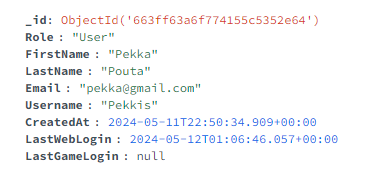 _id: ObjectId('663ff63a6f774155c5352e64')
Role : "User"
FirstName : "Pekka"
LastName : "Pouta"
Email : "pekka@gmail.com"
Username : "Pekkis"
CreatedAt : 2024-05-11T22:50:34.909+00:00
LastWebLogin : 2024-05-12T01:06:46.057+00:00
LastGameLogin : null